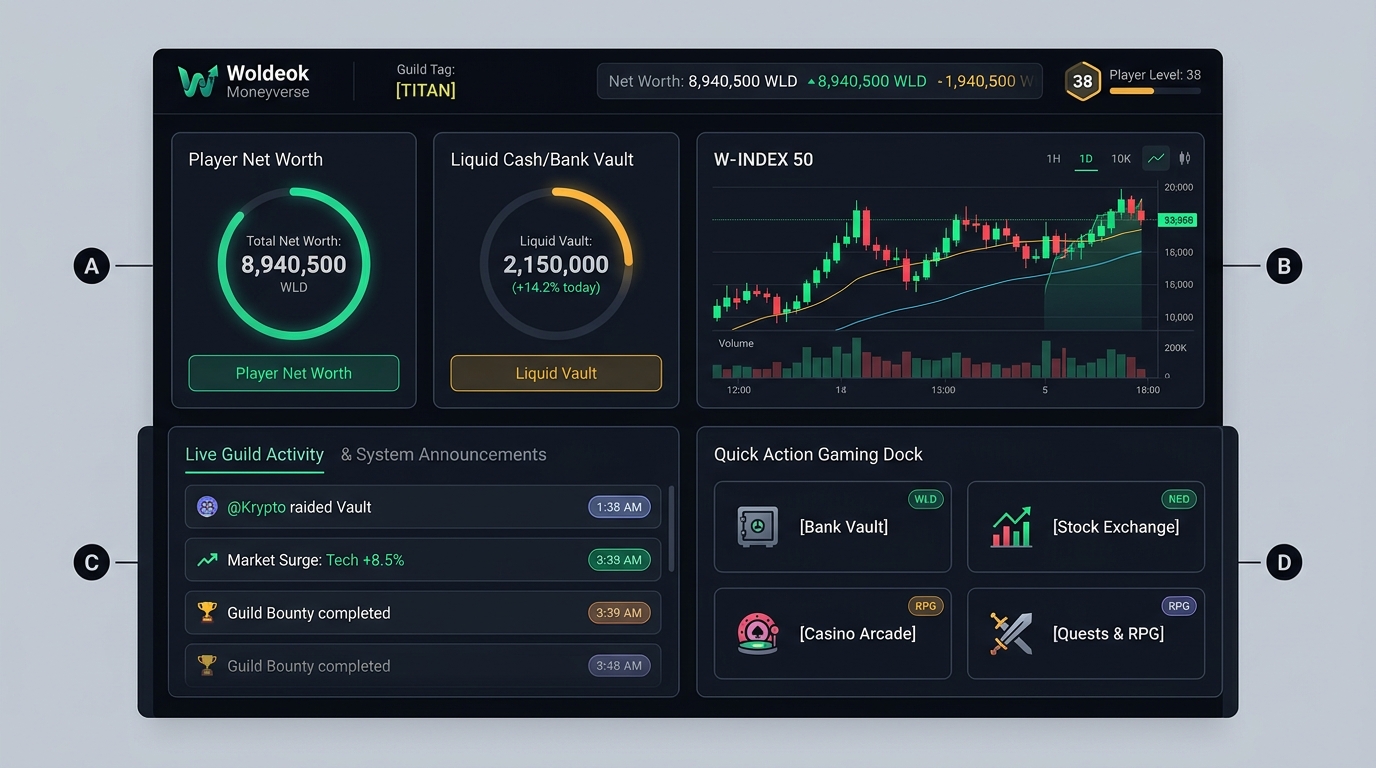 Woldeok
Moneyverse
Guild Tag:
[TITAN]
Net Worth: 8,940,500 WLD ▲8,940,500 WLD -1,940,500 W
38
Player Level: 38
Player Net Worth
Total Net Worth:
8,940,500
WLD
Player Net Worth
Liquid Cash/Bank Vault
Liquid Vault:
2,150,000
(+14.2% today)
Liquid Vault
W-INDEX 50
1H 1D 10K
20,000
18,000
10,000
Volume
200K
0
12:00 13:00 5 18:00
A
B
Live Guild Activity & System Announcements
@Krypto raided Vault 1:38 AM
Market Surge: Tech +8.5% 3:33 AM
Guild Bounty completed 3:39 AM
Guild Bounty completed 3:48 AM
Quick Action Gaming Dock
WLD
[Bank Vault]
NED
[Stock Exchange]
RPG
[Casino Arcade]
RPG
[Quests & RPG]
C
D